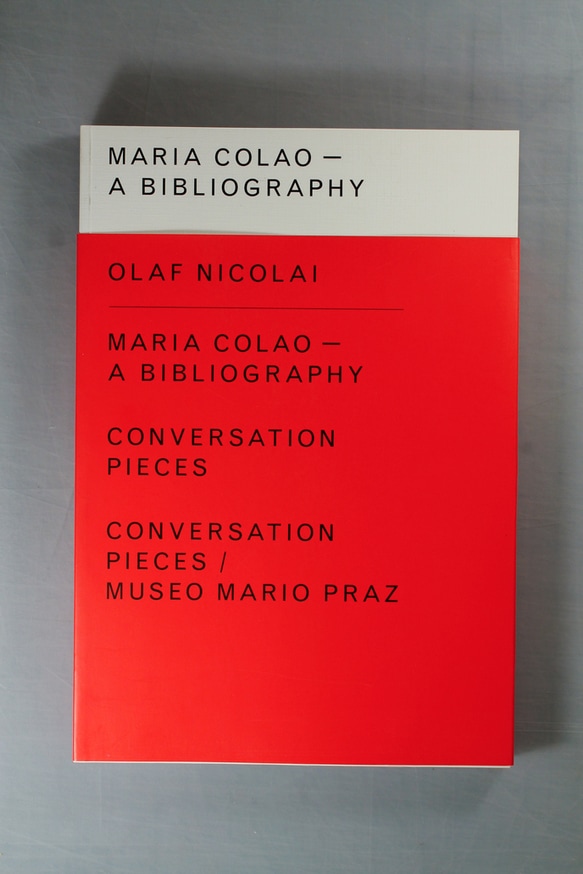 MARIA COLAO —
A BIBLIOGRAPHY
OLAF NICOLAI
MARIA COLAO —
A BIBLIOGRAPHY
CONVERSATION
PIECES
CONVERSATION
PIECES /
MUSEO MARIO PRAZ